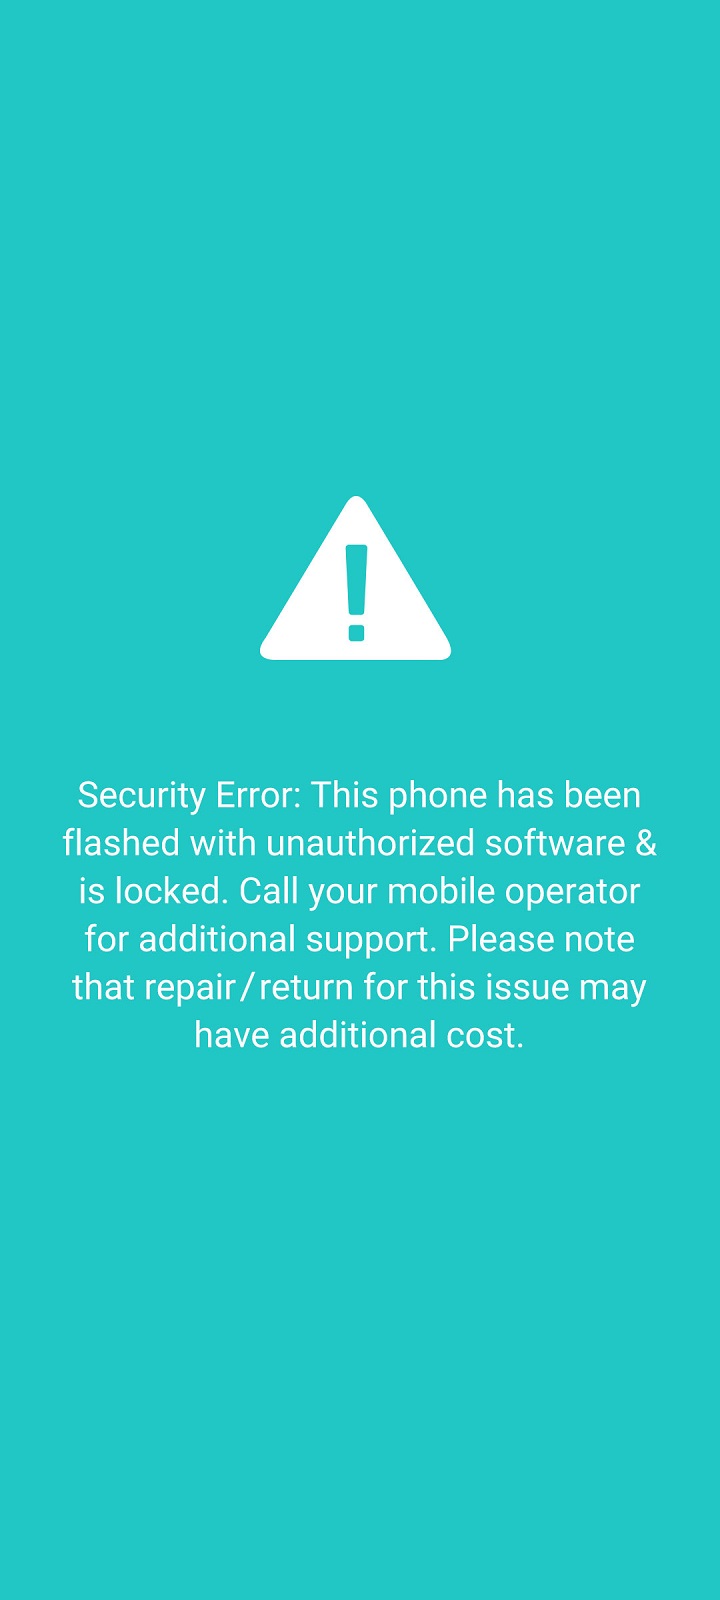 Security Error: This phone has been
flashed with unauthorized software &
is locked. Call your mobile operator
for additional support. Please note
that repair/return for this issue may
have additional cost.